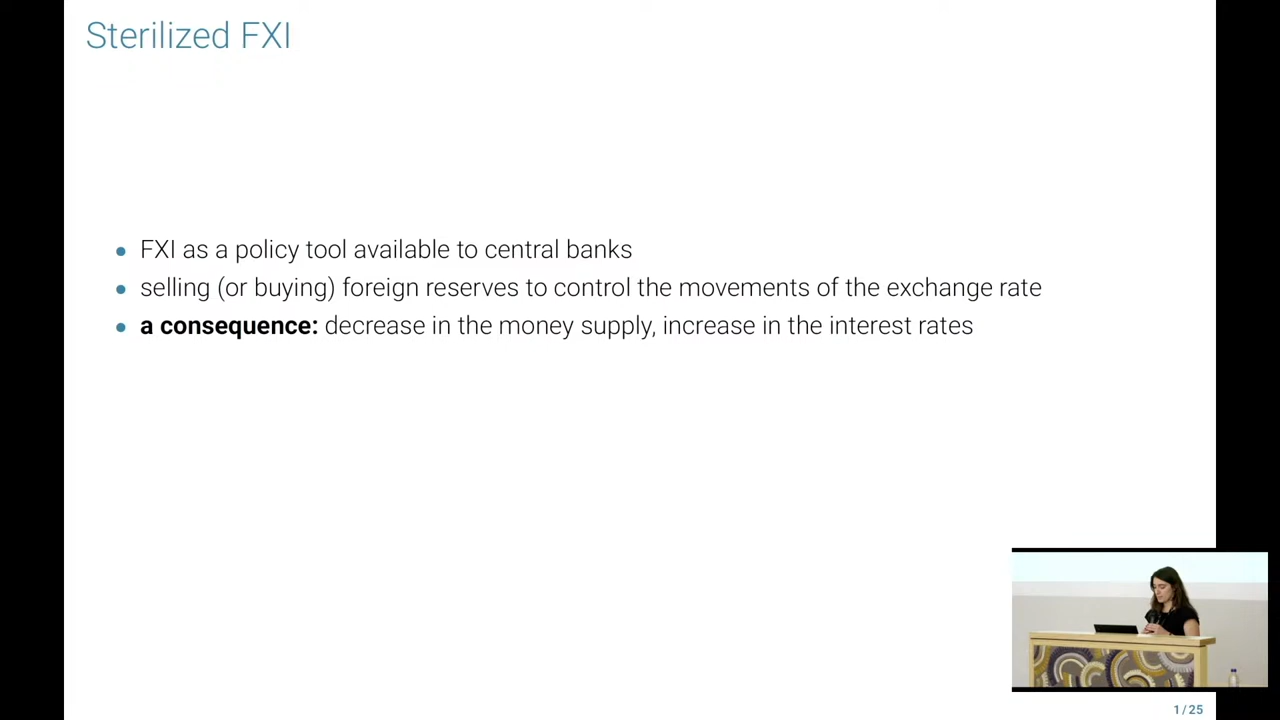 Sterilized FXI
FXI as a policy tool available to central banks
selling (or buying) foreign reserves to control the movements of the exchange rate
a consequence: decrease in the money supply, increase in the interest rates
1 / 25